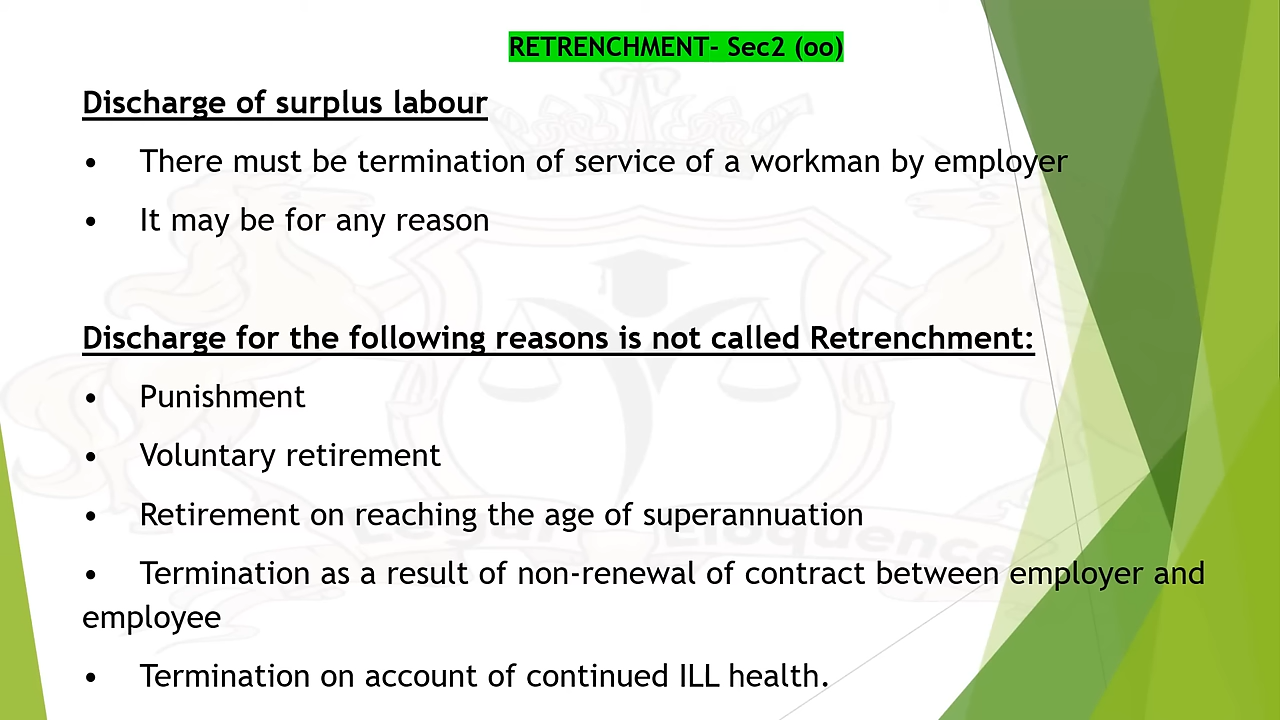 RETRENCHMENT- Sec2 (oo)
Discharge of surplus labour
• There must be termination of service of a workman by employer
• It may be for any reason
Discharge for the following reasons is not called Retrenchment:
• Punishment
• Voluntary retirement
• Retirement on reaching the age of superannuation
Legal Eloquence
• Termination as a result of non-renewal of contract between employer and
employee
• Termination on account of continued ILL health.